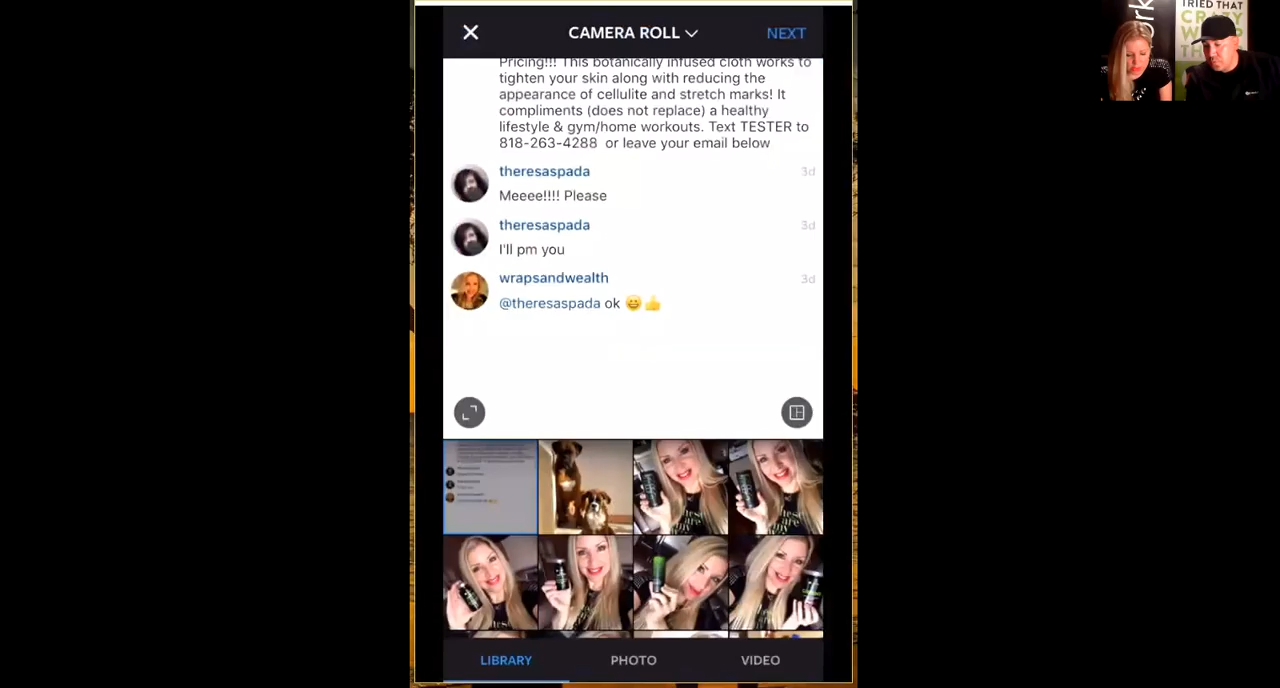 CAMERA ROLL
NEXT
Pricing!!! This botanically infused cloth works to
tighten your skin along with reducing the
appearance of cellulite and stretch marks! It
compliments (does not replace) a healthy
lifestyle & gym/home workouts. Text TESTER to
818-263-4288 or leave your email below
theresaspada 3d
Meeee!!!! Please
theresaspada 3d
I'll pm you
wrapsandwealth 3d
@theresaspada ok 😀👍
LIBRARY
PHOTO
VIDEO
TRIED THAT
CRAZY